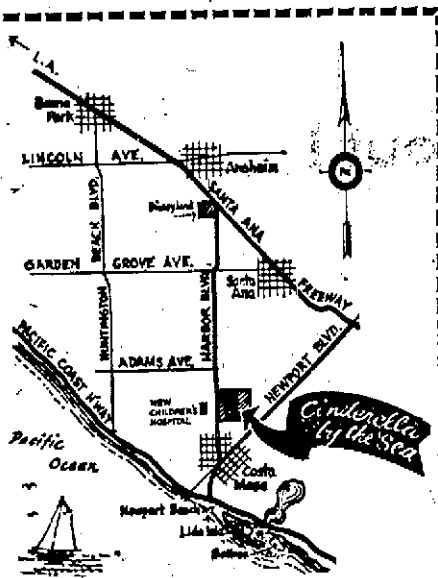 L.A.
Buena
Park
LINCOLN AVE.
Anaheim
N
Disneyland
SANTA ANA
FREEWAY
HUNTINGTON BEACH BLVD.
GARDEN GROVE AVE.
Santa
Ana
HARBOR BLVD.
NEWPORT BLVD.
PACIFIC COAST HWAY.
ADAMS AVE.
NEW
CHILDREN'S
HOSPITAL
Cinderella
by the Sea
Pacific
Ocean
Costa
Mesa
Newport Beach
Lido Isle
Balboa